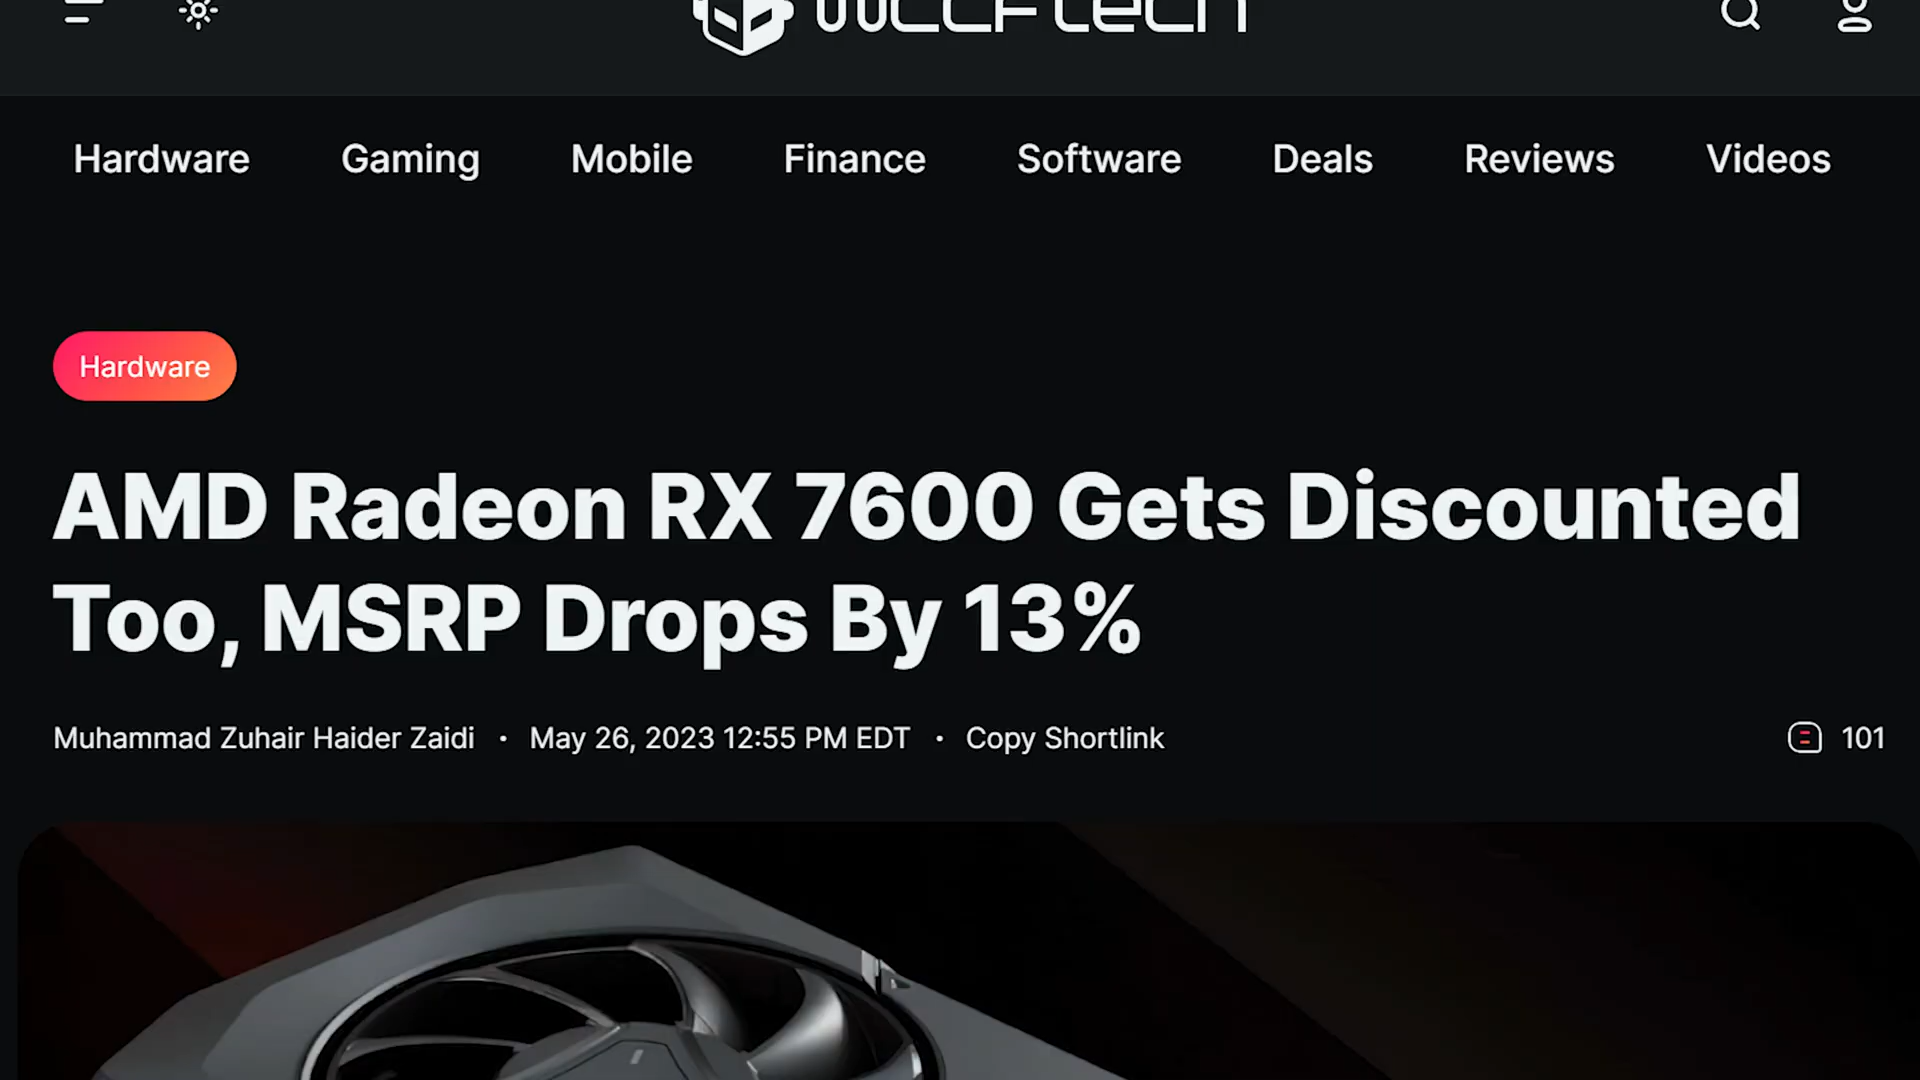 wccftech
Hardware Gaming Mobile Finance Software Deals Reviews Videos
Hardware
AMD Radeon RX 7600 Gets Discounted
Too, MSRP Drops By 13%
Muhammad Zuhair Haider Zaidi • May 26, 2023 12:55 PM EDT • Copy Shortlink 101